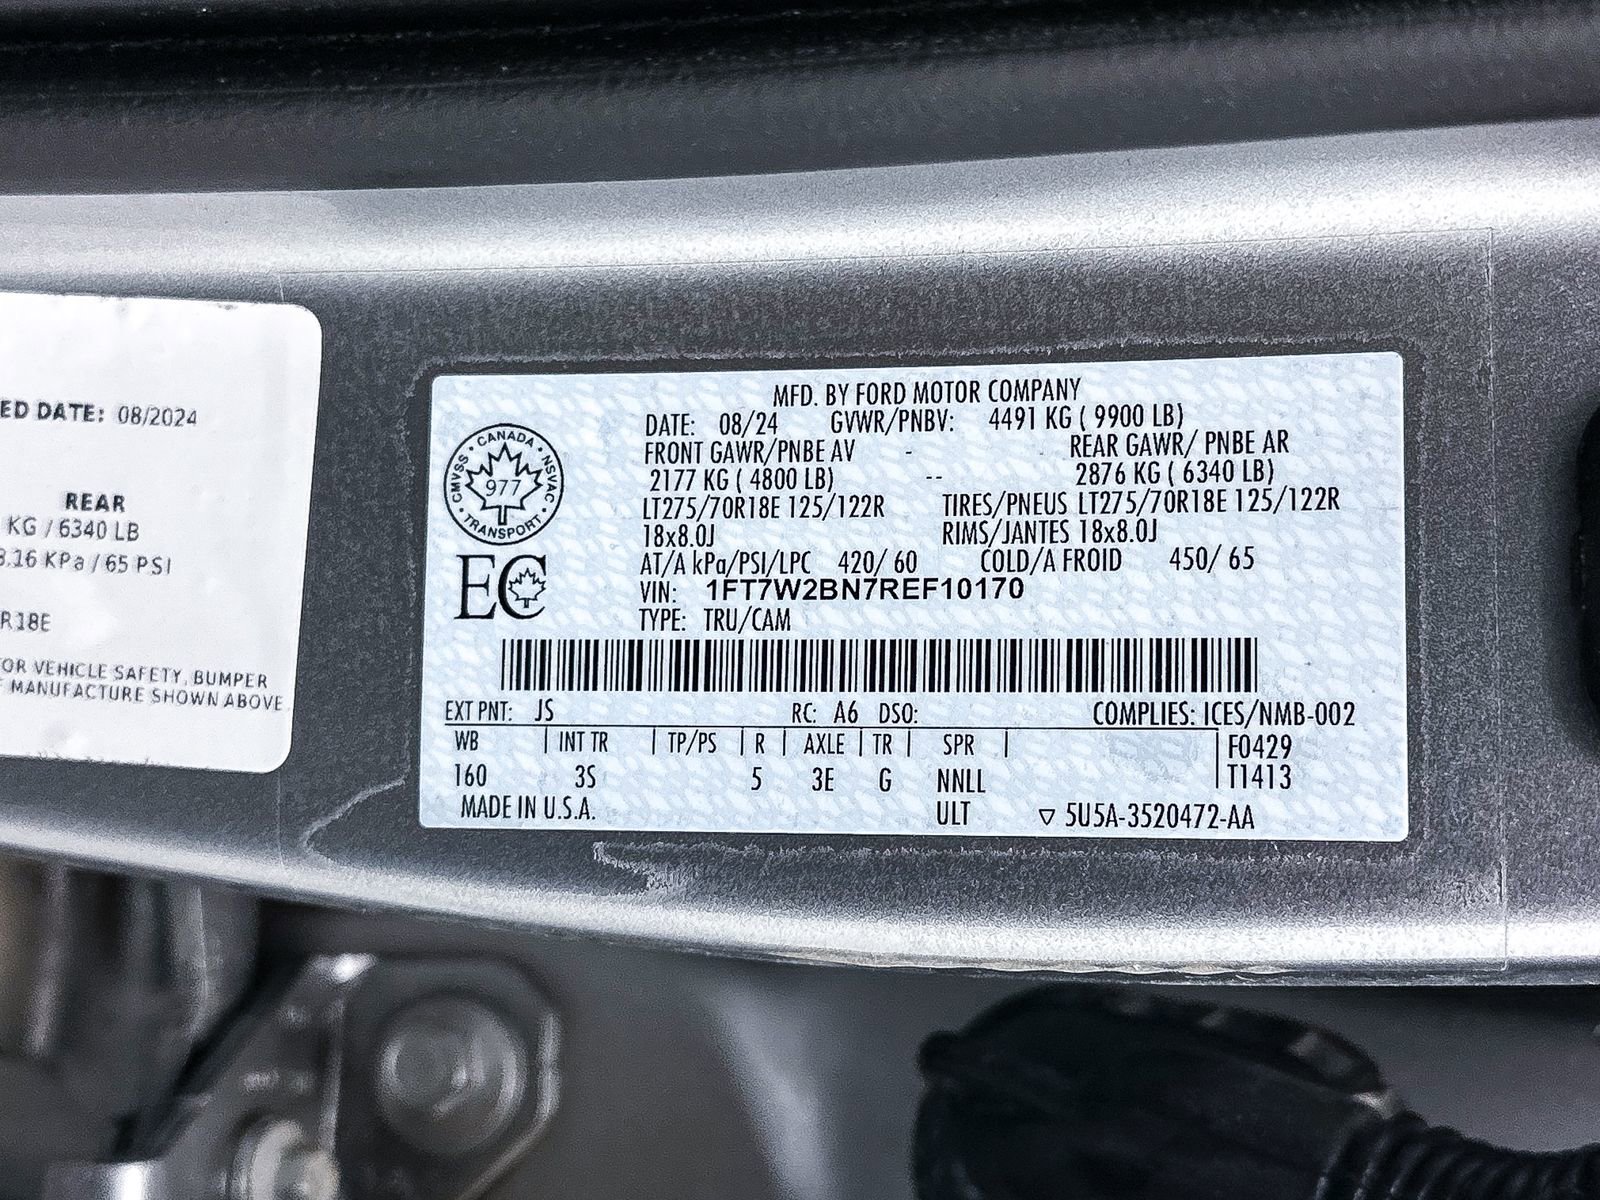 ED DATE: 08/2024
REAR
KG / 6340 LB
8.16 KPa / 65 PSI
R18E
OR VEHICLE SAFETY, BUMPER
MANUFACTURE SHOWN ABOVE
MFD. BY FORD MOTOR COMPANY
DATE: 08/24 GVWR/PNBV: 4491 KG ( 9900 LB)
FRONT GAWR/PNBE AV - - REAR GAWR/ PNBE AR
2177 KG ( 4800 LB) -- 2876 KG ( 6340 LB)
LT275/70R18E 125/122R TIRES/PNEUS LT275/70R18E 125/122R
18x8.0J RIMS/JANTES 18x8.0J
AT/A kPa/PSI/LPC 420/ 60 COLD/A FROID 450/ 65
VIN: 1FT7W2BN7REF10170
TYPE: TRU/CAM
CANADA
CMVSS 977 NSVAC
TRANSPORT
EC
EXT PNT: JS RC: A6 DSO: COMPLIES: ICES/NMB-002
WB | INT TR | TP/PS | R | AXLE | TR | SPR | F0429
160 3S 5 3E G NNLL T1413
MADE IN U.S.A. ULT ▽ 5U5A-3520472-AA